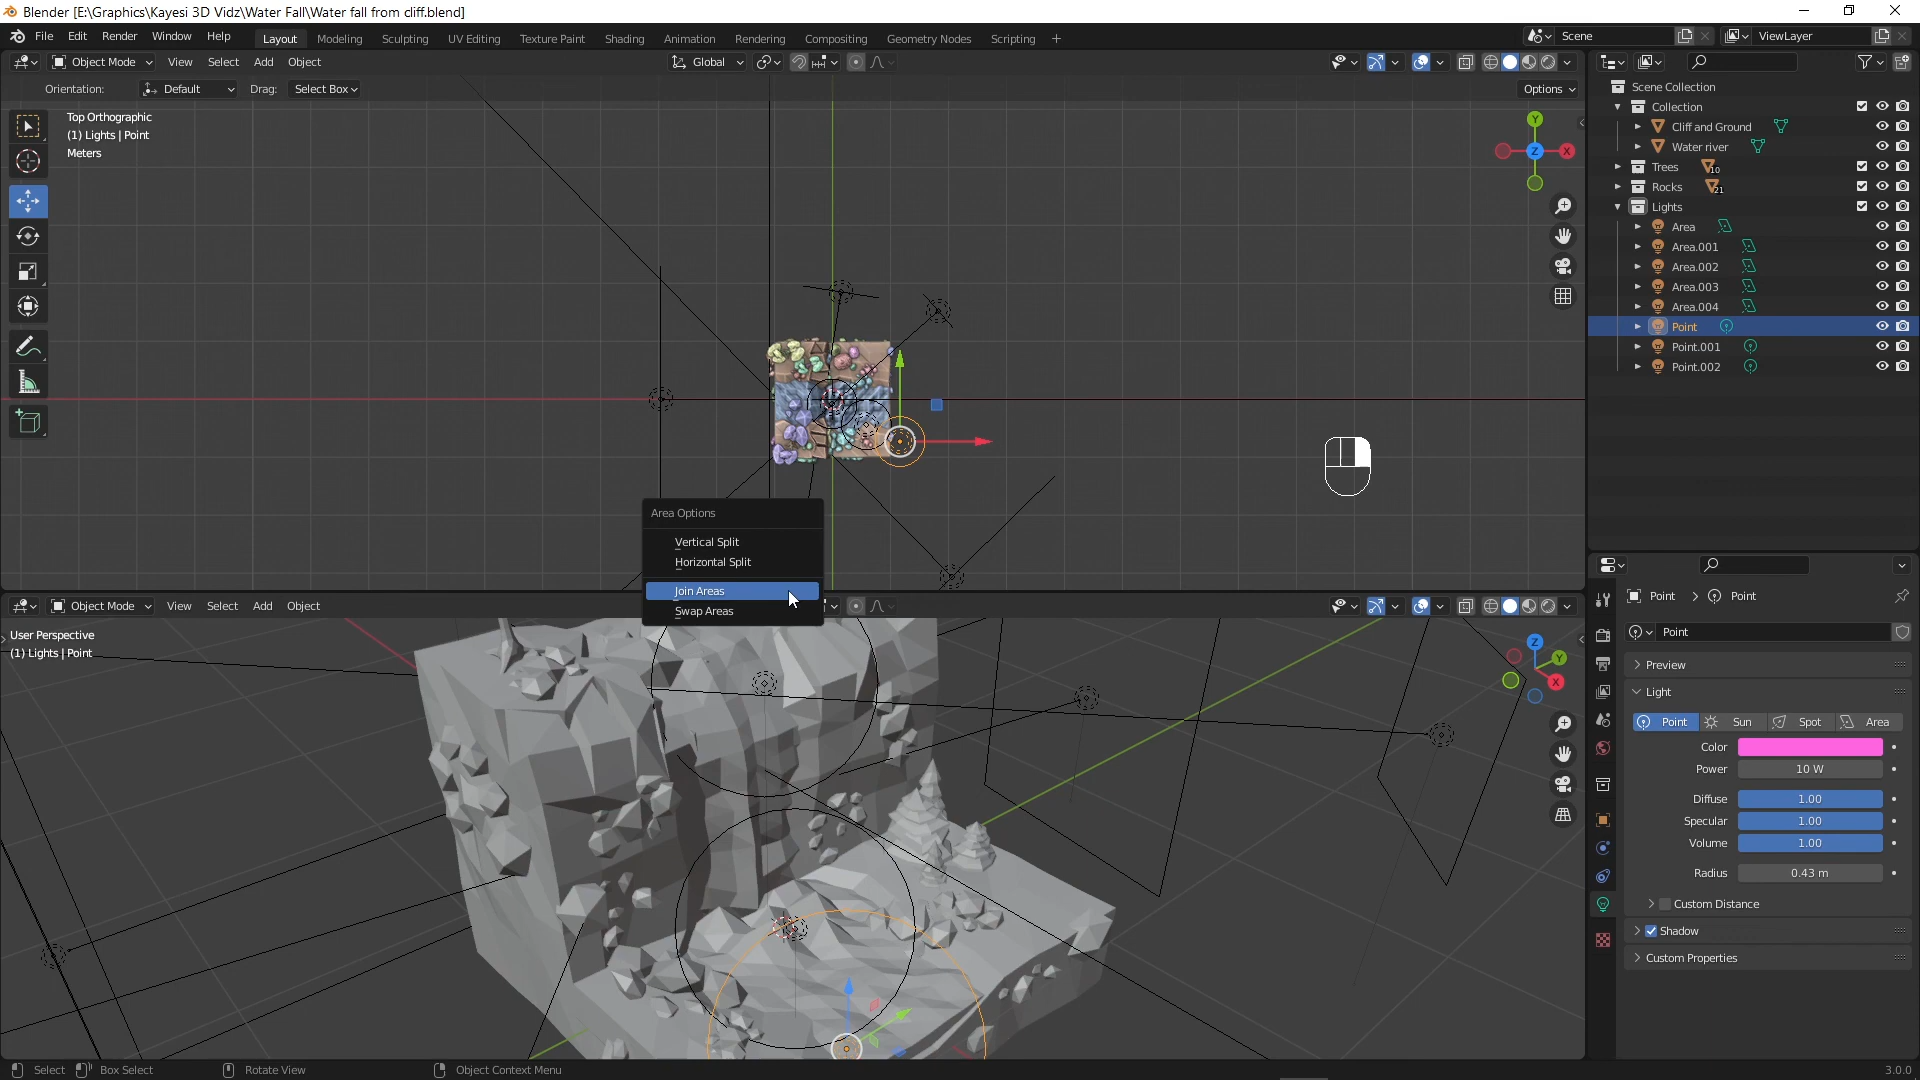 Blender [E:\Graphics\Kayesi 3D Vidz\Water Fall\Water fall from cliff.blend]
File Edit Render Window Help Layout Modeling Sculpting UV Editing Texture Paint Shading Animation Rendering Compositing Geometry Nodes Scripting + Scene ViewLayer
Object Mode View Select Add Object Global
Orientation: Default Drag: Select Box Options
Top Orthographic
(1) Lights | Point
Meters
Y
X
Z
Scene Collection
Collection
Cliff and Ground
Water river
Trees 10
Rocks 21
Lights
Area
Area.001
Area.002
Area.003
Area.004
Point
Point.001
Point.002
Area Options
Vertical Split
Horizontal Split
Join Areas
Swap Areas
Object Mode View Select Add Object
User Perspective
(1) Lights | Point
Z
Y
X
Point > Point
Point
Preview
Light
Point Sun Spot Area
Color
Power 10 W
Diffuse 1.00
Specular 1.00
Volume 1.00
Radius 0.43 m
Custom Distance
Shadow
Custom Properties
Select Box Select Rotate View Object Context Menu 3.0.0